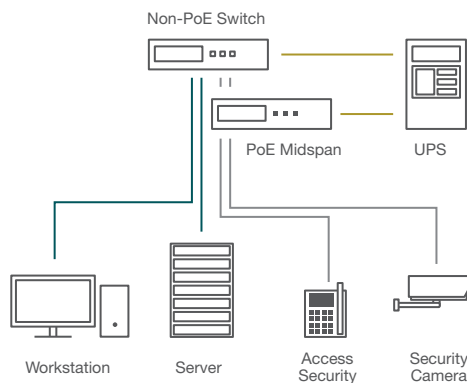 Non-PoE Switch
PoE Midspan
UPS
Workstation
Server
Access
Security
Security
Camera